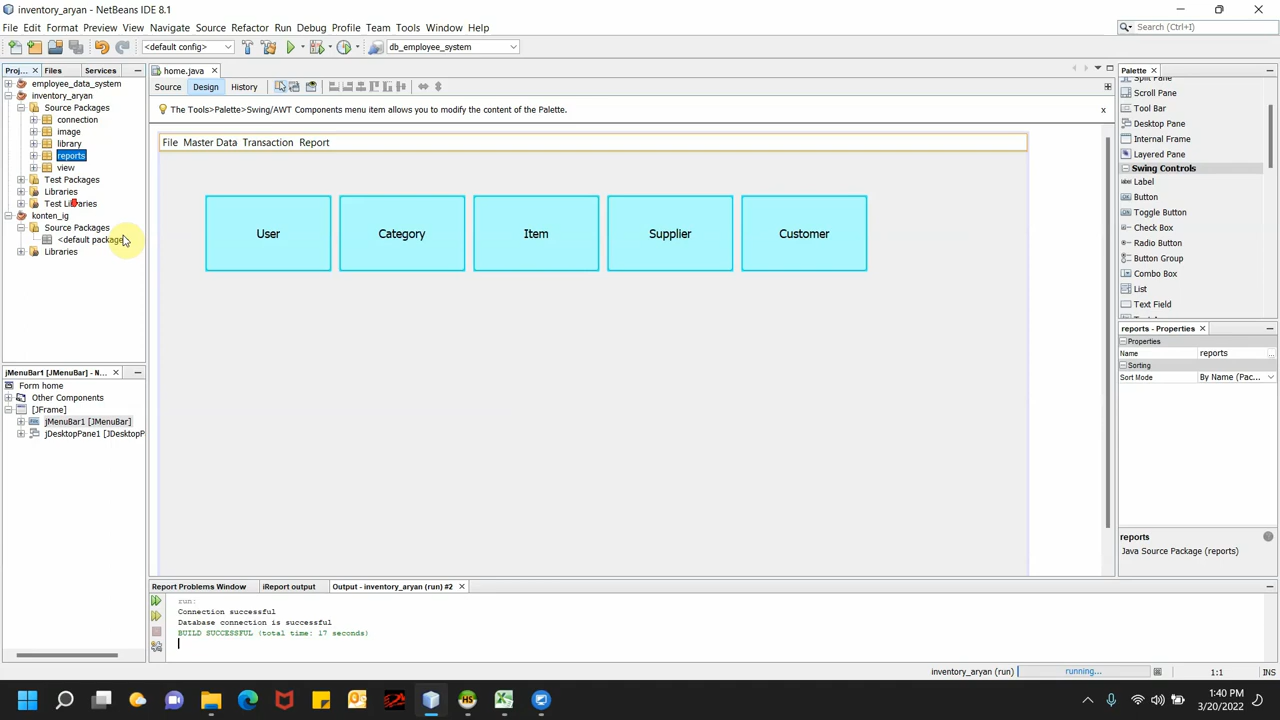 inventory_aryan - NetBeans IDE 8.1
File Edit Format Preview View Navigate Source Refactor Run Debug Profile Team Tools Window Help
Search (Ctrl+I)
<default config>
db_employee_system
Proj... Files Services
home.java
Palette
employee_data_system
inventory_aryan
Source Packages
connection
image
library
reports
view
Test Packages
Libraries
Test Libraries
konten_ig
Source Packages
<default package
Libraries
Source Design History
The Tools>Palette>Swing/AWT Components menu item allows you to modify the content of the Palette.
x
File Master Data Transaction Report
User Category Item Supplier Customer
Split Pane
Scroll Pane
Tool Bar
Desktop Pane
Internal Frame
Layered Pane
Swing Controls
Label
Button
Toggle Button
Check Box
Radio Button
Button Group
Combo Box
List
Text Field
reports - Properties
Properties
Name reports ...
Sorting
Sort Mode By Name (Pac...
reports
Java Source Package (reports)
jMenuBar1 [JMenuBar] - N...
Form home
Other Components
[JFrame]
jMenuBar1 [JMenuBar]
jDesktopPane1 [JDesktopP
Report Problems Window iReport output Output - inventory_aryan (run) #2
run:
Connection successful
Database connection is successful
BUILD SUCCESSFUL (total time: 17 seconds)
inventory_aryan (run) running... 1:1 INS
1:40 PM
3/20/2022